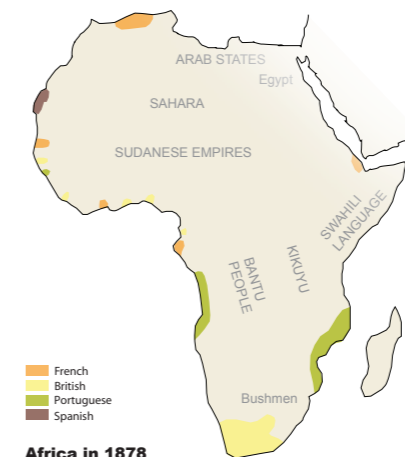 ARAB STATES
Egypt
SAHARA
SUDANESE EMPIRES
SWAHILI
LANGUAGE
KIKUYU
BANTU
PEOPLE
Bushmen
French
British
Portuguese
Spanish
Africa in 1878